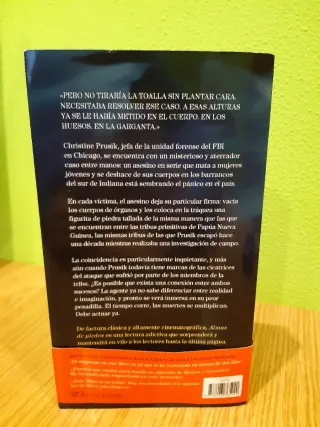 «PERO NO TIRARÍA LA TOALLA SIN PLANTAR CARA.
NECESITABA RESOLVER ESE CASO. A ESAS ALTURAS
YA SE LE HABÍA METIDO EN EL CUERPO. EN LOS
HUESOS. EN LA GARGANTA.»
Christine Prusik, jefa de la unidad forense del FBI
en Chicago, se encuentra con un misterioso y aterrador
caso entre manos: un asesino en serie que mata a mujeres
jóvenes y se deshace de sus cuerpos en los barrancos
del sur de Indiana está sembrando el pánico en el país.
En cada víctima, el asesino deja su particular firma: vacía
los cuerpos de órganos y les coloca en la tráquea una
figurita de piedra tallada de la misma manera que las que
se encuentran entre las tribus primitivas de Papúa Nueva
Guinea, las mismas tribus de las que Prusik escapó hace
una década mientras realizaba una investigación de campo.
La coincidencia es particularmente inquietante, y más
aún cuando Prusik todavía tiene marcas de las cicatrices
del ataque que sufrió por parte de los miembros de la
tribu. ¿Es posible que exista una conexión entre ambos
sucesos? La agente ya no sabe diferenciar entre realidad
e imaginación, y pronto se verá inmersa en su peor
pesadilla. El tiempo corre, las muertes se multiplican.
Debe actuar ya.
De factura clásica y altamente cinematográfica, Almas
de piedra es una lectura adictiva que sorprenderá y
mantendrá en vilo a los lectores hasta la última página.